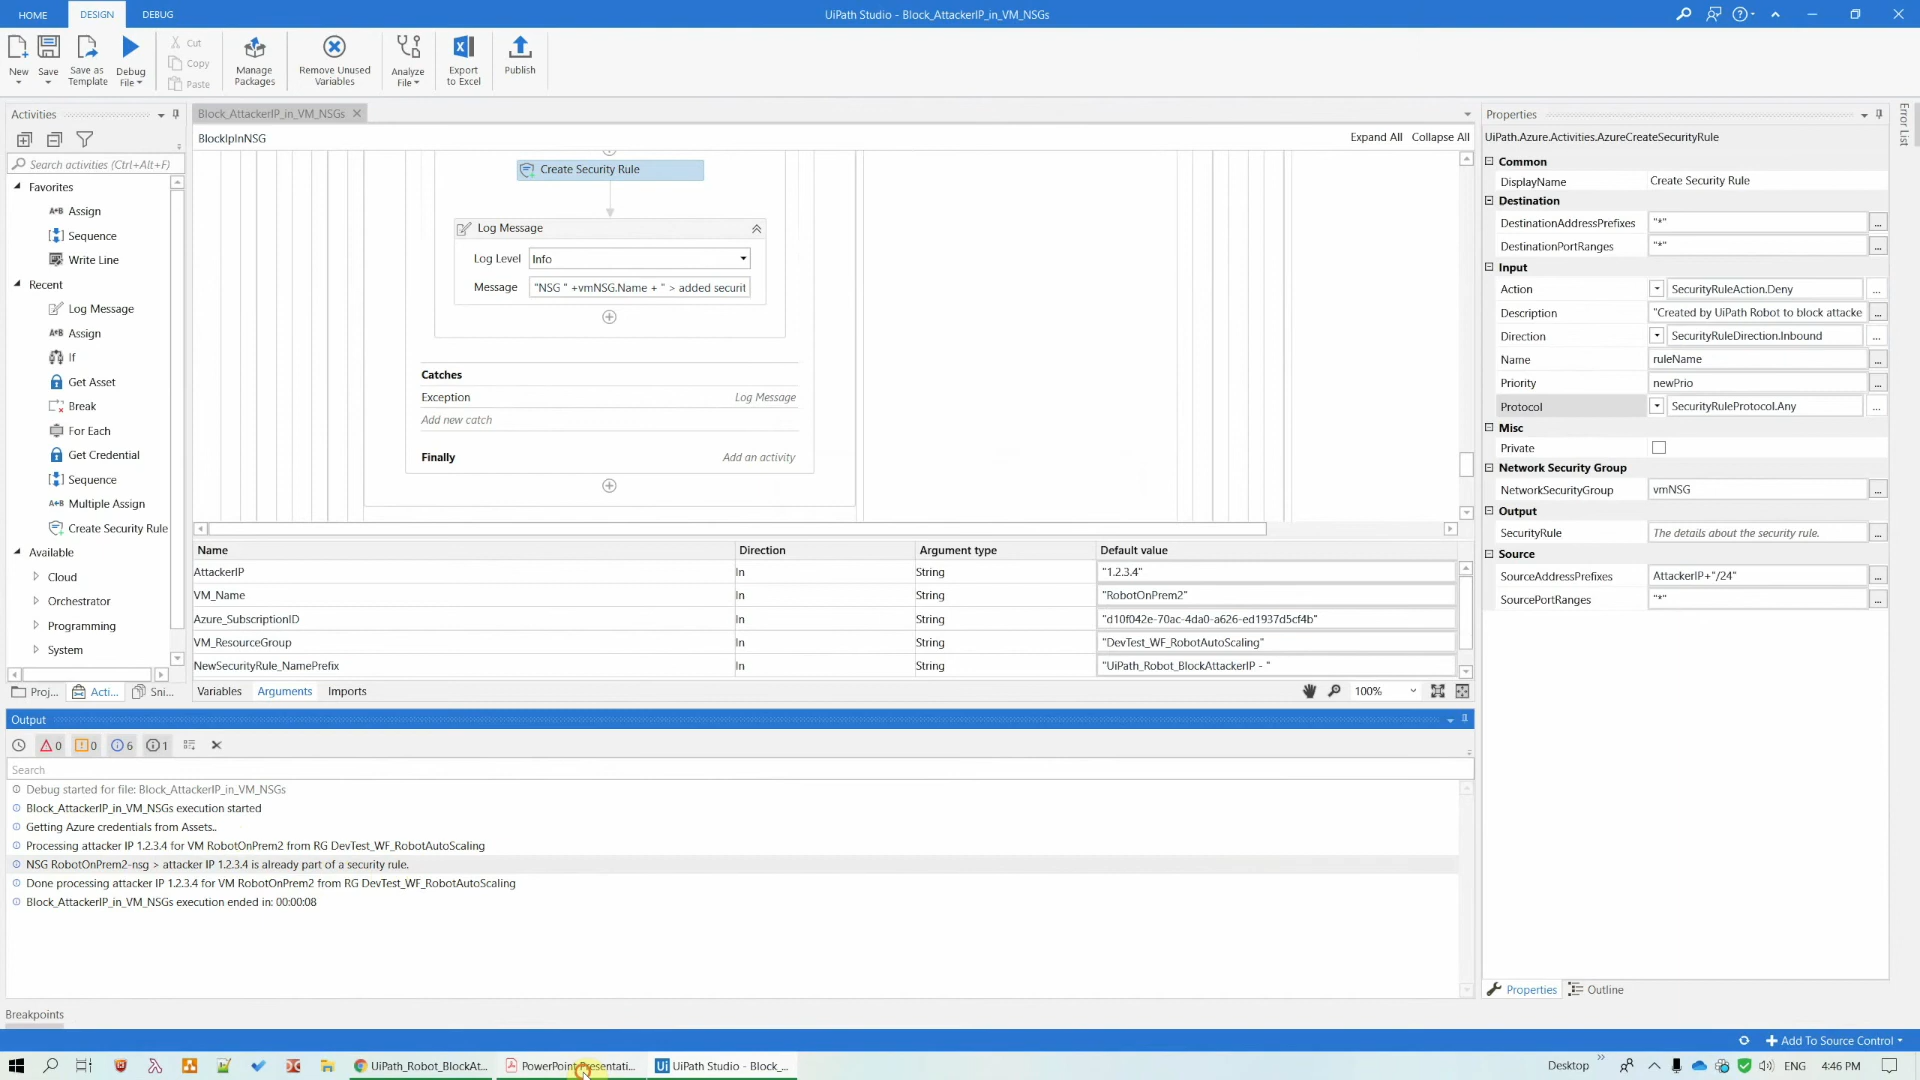 HOME DESIGN DEBUG
UiPath Studio - Block_AttackerIP_in_VM_NSGs
New
Save
Save as Template
Debug File
Cut
Copy
Paste
Manage Packages
Remove Unused Variables
Analyze File
Export to Excel
Publish
Activities
Search activities (Ctrl+Alt+F)
Favorites
A+B Assign
Sequence
Write Line
Recent
Log Message
A+B Assign
If
Get Asset
Break
For Each
Get Credential
Sequence
A+B Multiple Assign
Create Security Rule
Available
Cloud
Orchestrator
Programming
System
Proj...
Acti...
Sni...
Block_AttackerIP_in_VM_NSGs
BlockIpInNSG
Expand All Collapse All
Create Security Rule
Log Message
Log Level Info
Message "NSG " +vmNSG.Name + " > added securit
Catches
Exception Log Message
Add new catch
Finally Add an activity
Name Direction Argument type Default value
AttackerIP In String "1.2.3.4"
VM_Name In String "RobotOnPrem2"
Azure_SubscriptionID In String "d10f042e-70ac-4da0-a626-ed1937d5cf4b"
VM_ResourceGroup In String "DevTest_WF_RobotAutoScaling"
NewSecurityRule_NamePrefix In String "UiPath_Robot_BlockAttackerIP - "
Variables Arguments Imports
100%
Output
0 0 6 1
Search
Debug started for file: Block_AttackerIP_in_VM_NSGs
Block_AttackerIP_in_VM_NSGs execution started
Getting Azure credentials from Assets..
Processing attacker IP 1.2.3.4 for VM RobotOnPrem2 from RG DevTest_WF_RobotAutoScaling
NSG RobotOnPrem2-nsg > attacker IP 1.2.3.4 is already part of a security rule.
Done processing attacker IP 1.2.3.4 for VM RobotOnPrem2 from RG DevTest_WF_RobotAutoScaling
Block_AttackerIP_in_VM_NSGs execution ended in: 00:00:08
Breakpoints
Properties
UiPath.Azure.Activities.AzureCreateSecurityRule
Common
DisplayName Create Security Rule
Destination
DestinationAddressPrefixes "*" ...
DestinationPortRanges "*" ...
Input
Action SecurityRuleAction.Deny ...
Description "Created by UiPath Robot to block attacke ...
Direction SecurityRuleDirection.Inbound ...
Name ruleName ...
Priority newPrio ...
Protocol SecurityRuleProtocol.Any ...
Misc
Private
Network Security Group
NetworkSecurityGroup vmNSG ...
Output
SecurityRule The details about the security rule. ...
Source
SourceAddressPrefixes AttackerIP+"/24" ...
SourcePortRanges "*" ...
Properties Outline
Error List
Add To Source Control
UiPath_Robot_BlockAt...
PowerPoint Presentati...
Ui UiPath Studio - Block_...
Desktop
ENG
4:46 PM